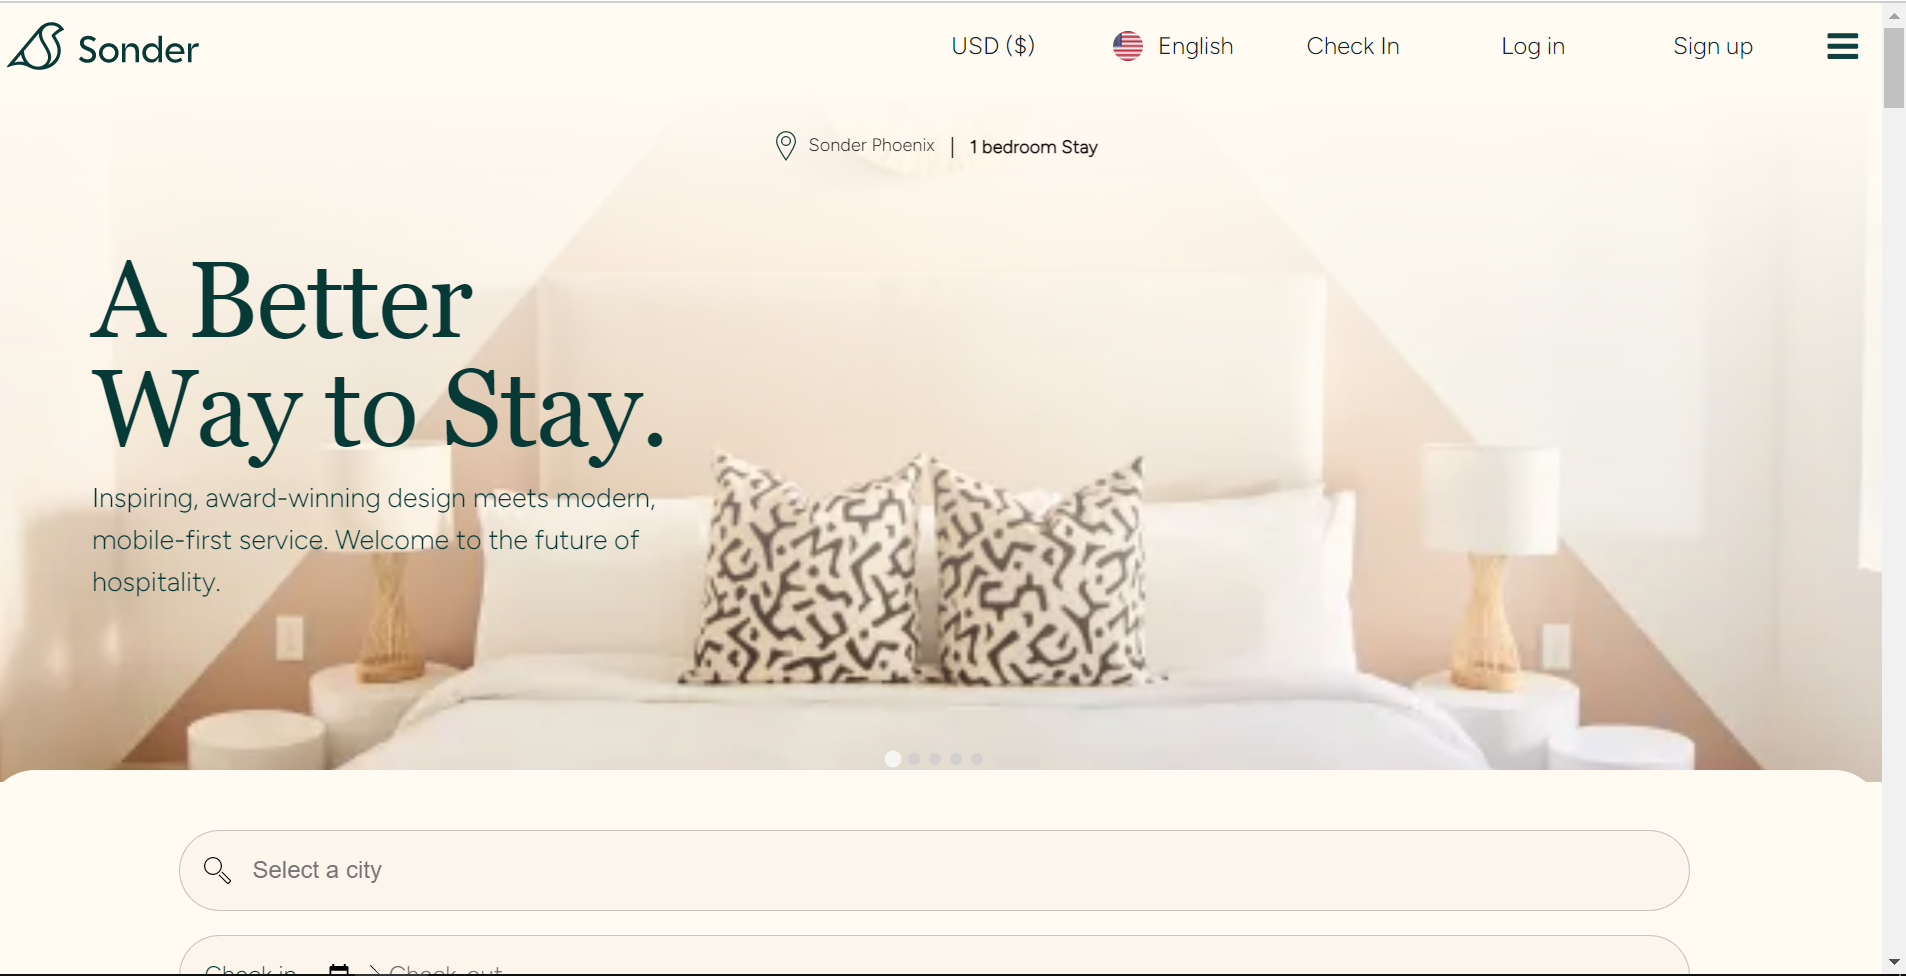 Sonder
USD ($)
English
Check In
Log in
Sign up
Sonder Phoenix | 1 bedroom Stay
A Better
Way to Stay.
Inspiring, award-winning design meets modern,
mobile-first service. Welcome to the future of
hospitality.
Select a city
Check in
Check-out